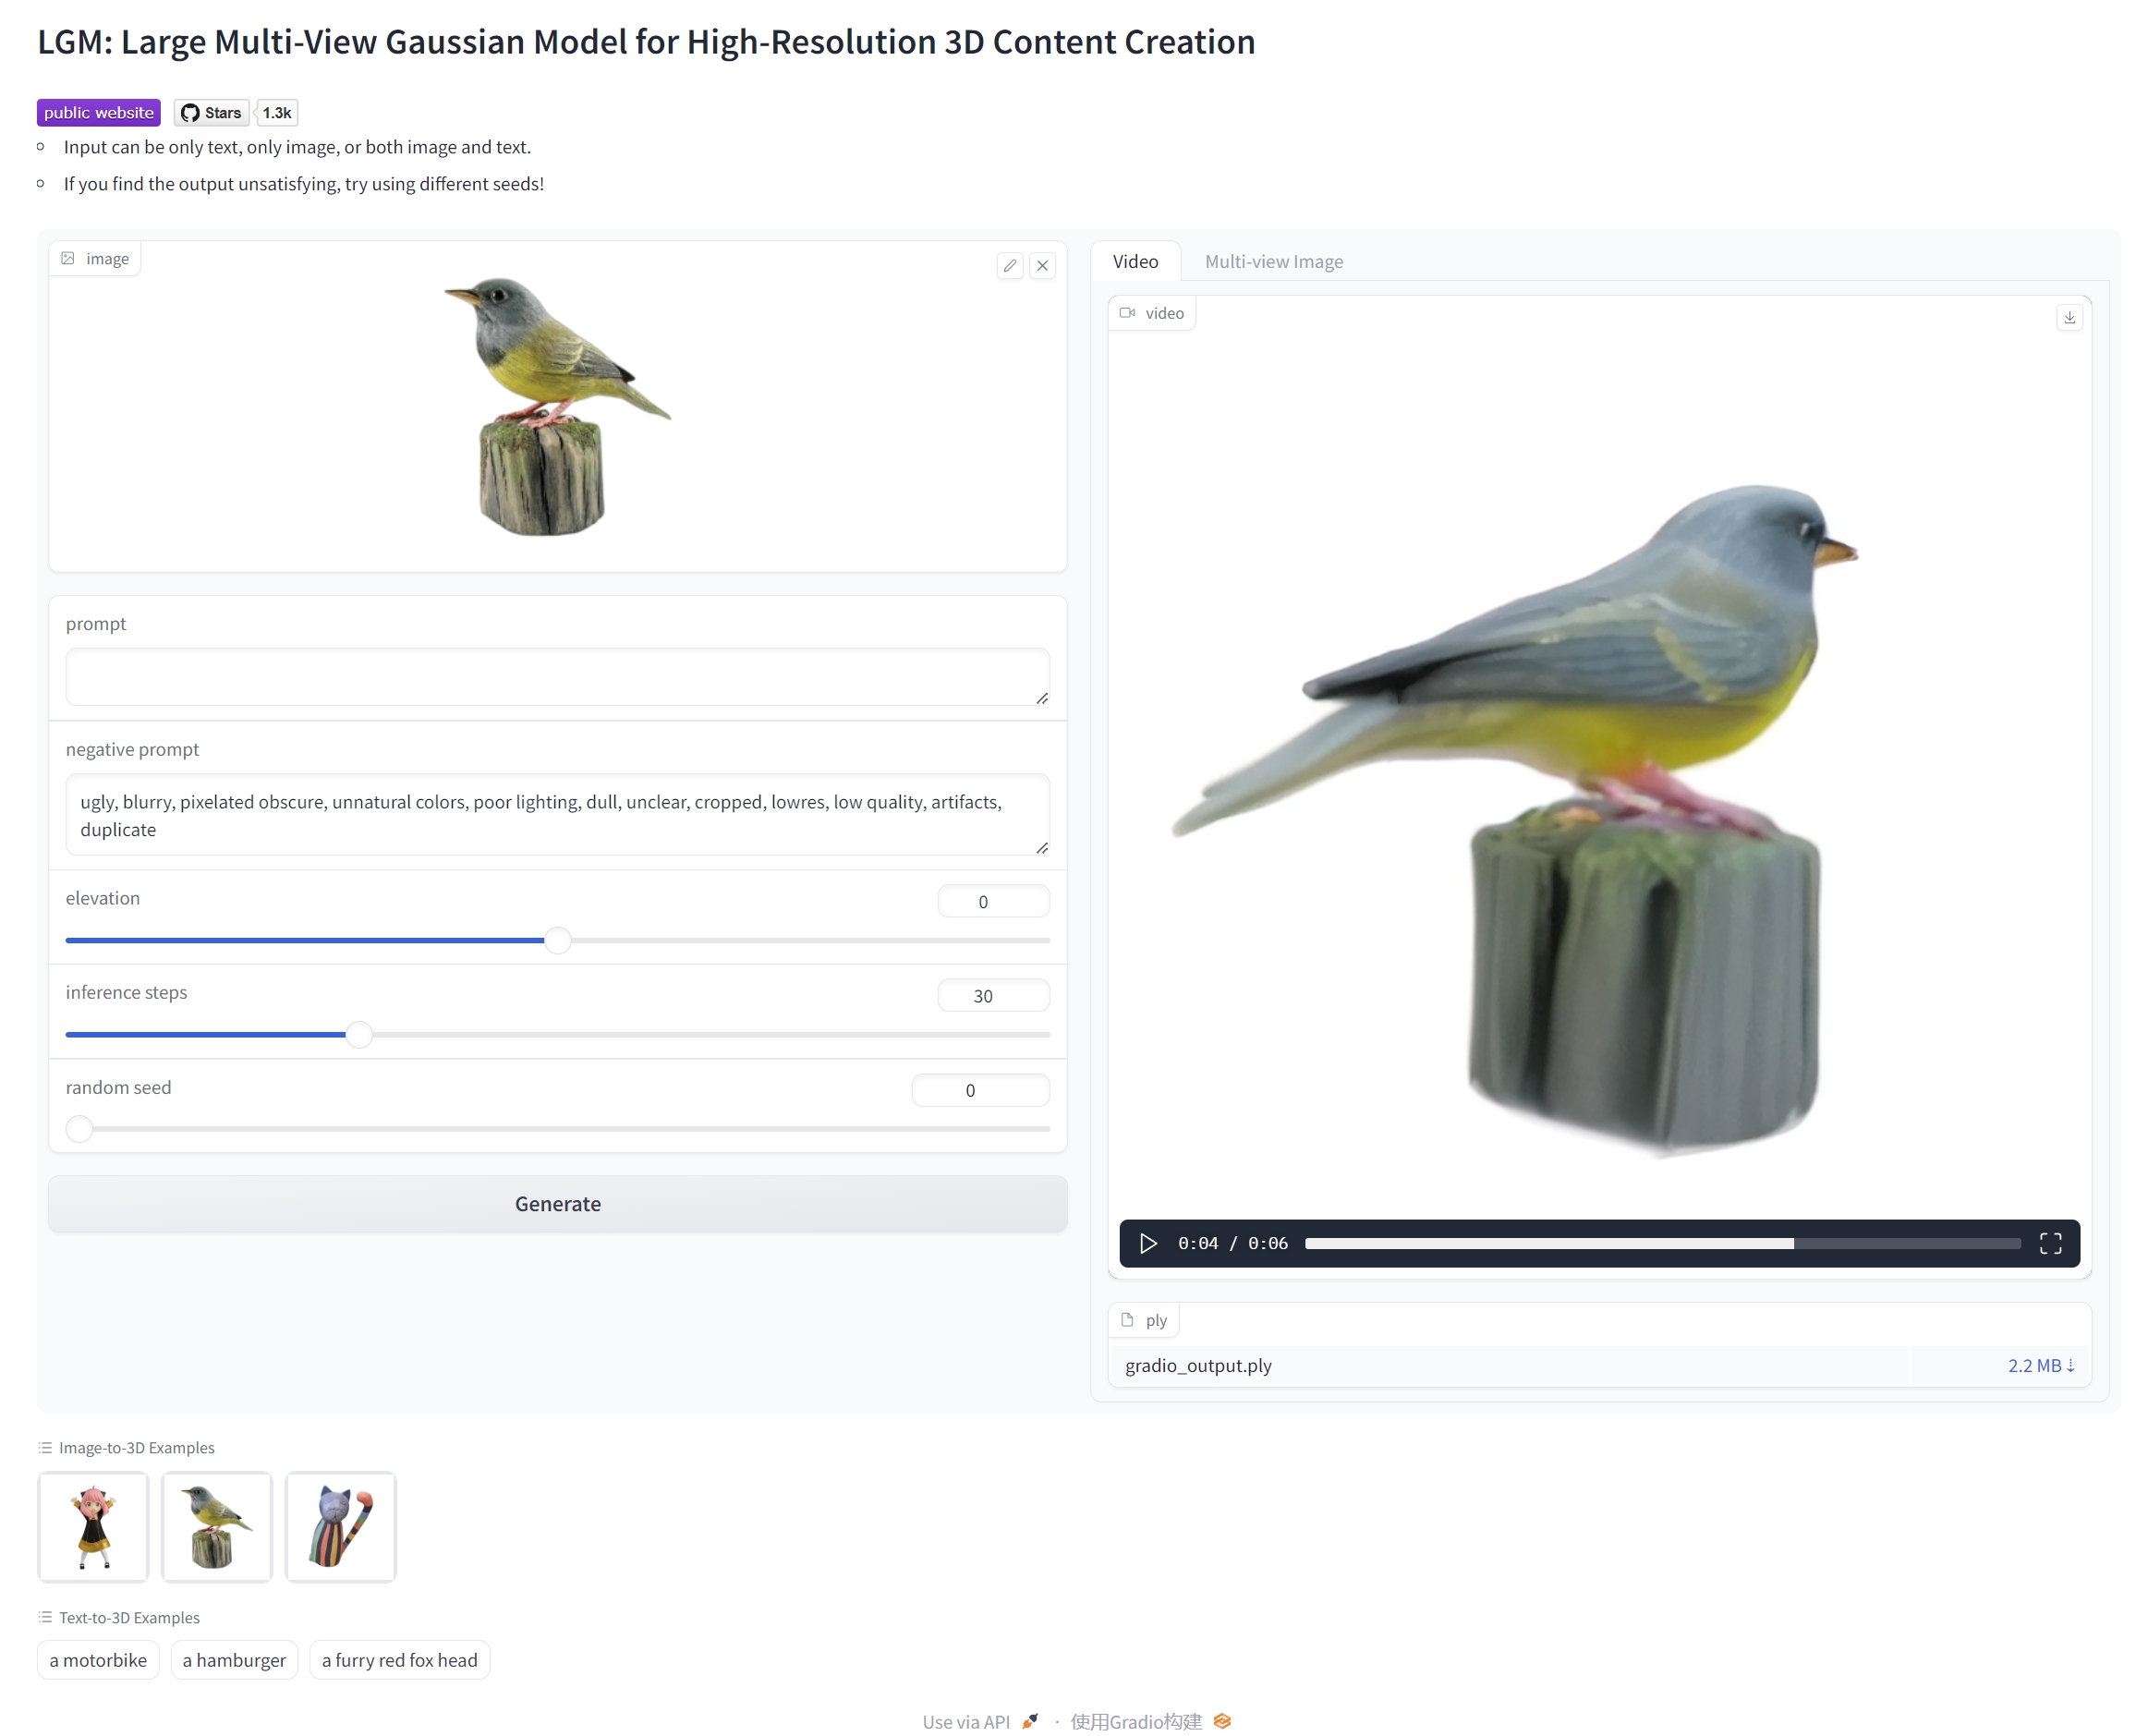 LGM: Large Multi-View Gaussian Model for High-Resolution 3D Content Creation
public website Stars 1.3k
Input can be only text, only image, or both image and text.
If you find the output unsatisfying, try using different seeds!
image
prompt
negative prompt
ugly, blurry, pixelated obscure, unnatural colors, poor lighting, dull, unclear, cropped, lowres, low quality, artifacts,
duplicate
elevation 0
inference steps 30
random seed 0
Generate
Video Multi-view Image
video
0:04 / 0:06
ply
gradio_output.ply 2.2 MB ⇣
Image-to-3D Examples
Text-to-3D Examples
a motorbike a hamburger a furry red fox head
Use via API · 使用Gradio构建